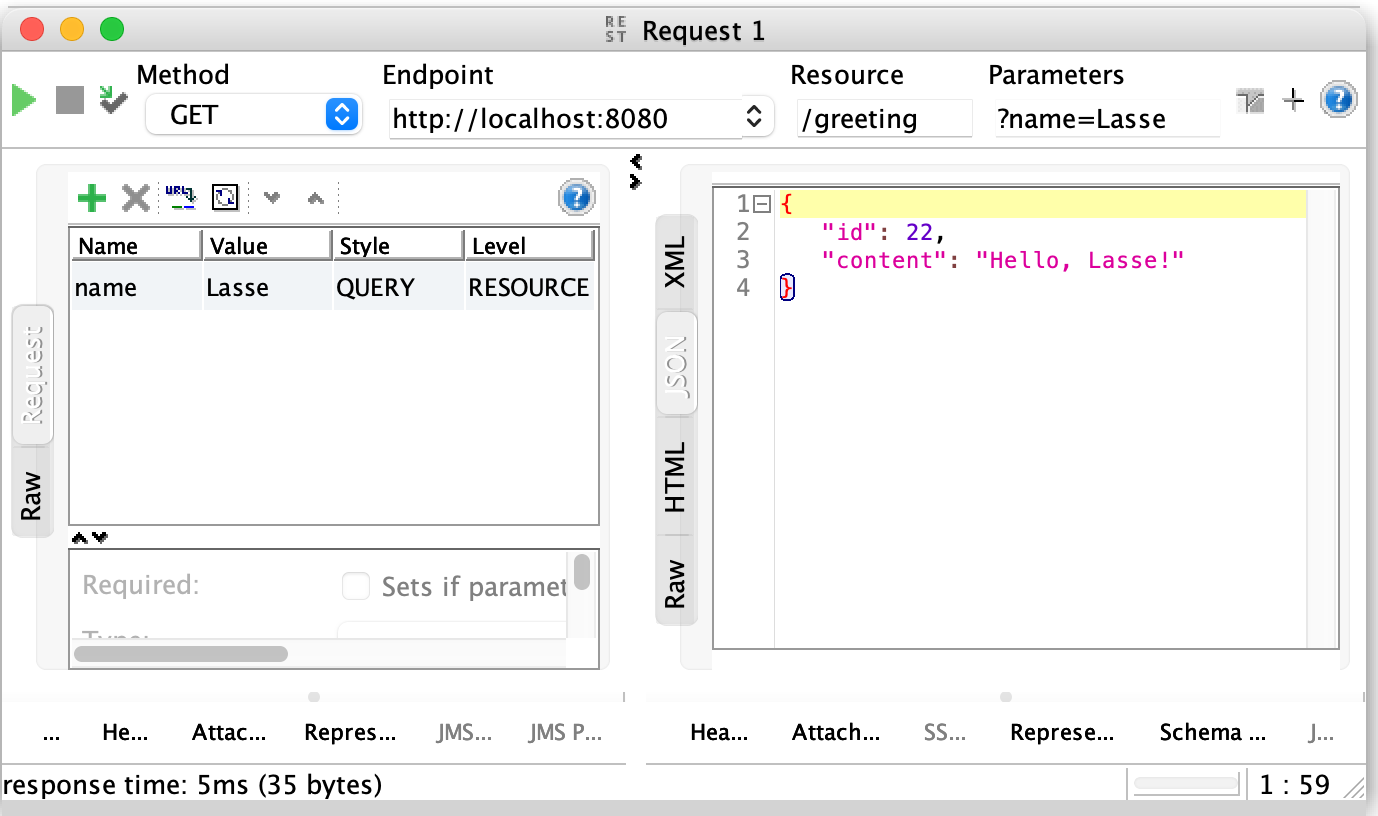 REST Request 1
Method Endpoint Resource Parameters
GET http://localhost:8080 /greeting ?name=Lasse
URL
Name Value Style Level
name Lasse QUERY RESOURCE
Request
Raw
Required: Sets if paramet
Type:
XML
JSON
HTML
Raw
1 {
2 "id": 22,
3 "content": "Hello, Lasse!"
4 }
... He... Attac... Repres... JMS... JMS P...
Hea... Attach... SS... Represe... Schema ... J...
response time: 5ms (35 bytes)
1 : 59